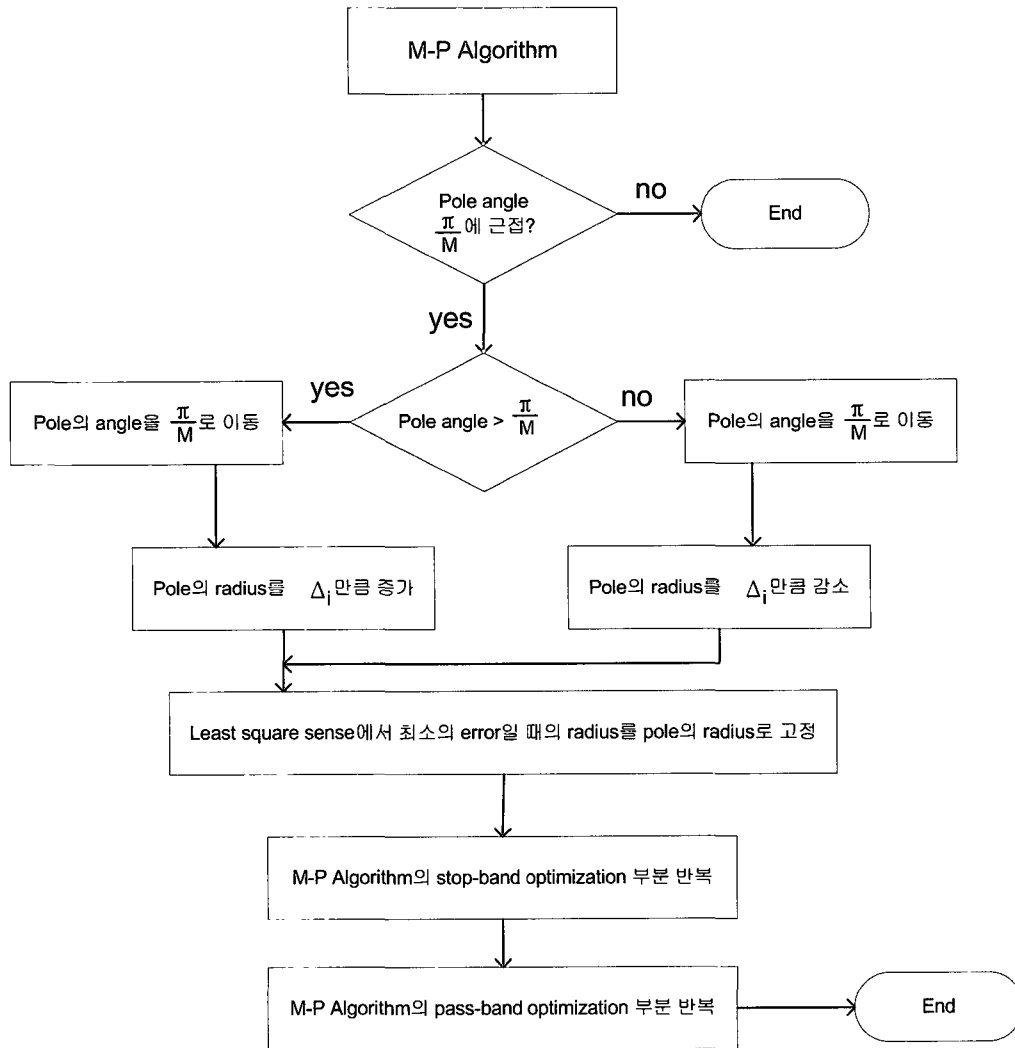 M-P Algorithm
Pole angle
π/M 에 근접?
no
End
yes
yes
no
Pole의 angle을 π/M 로 이동
Pole angle > π/M
Pole의 angle을 π/M 로 이동
Pole의 radius를 Δi 만큼 증가
Pole의 radius를 Δi 만큼 감소
Least square sense에서 최소의 error일 때의 radius를 pole의 radius로 고정
M-P Algorithm의 stop-band optimization 부분 반복
M-P Algorithm의 pass-band optimization 부분 반복
End